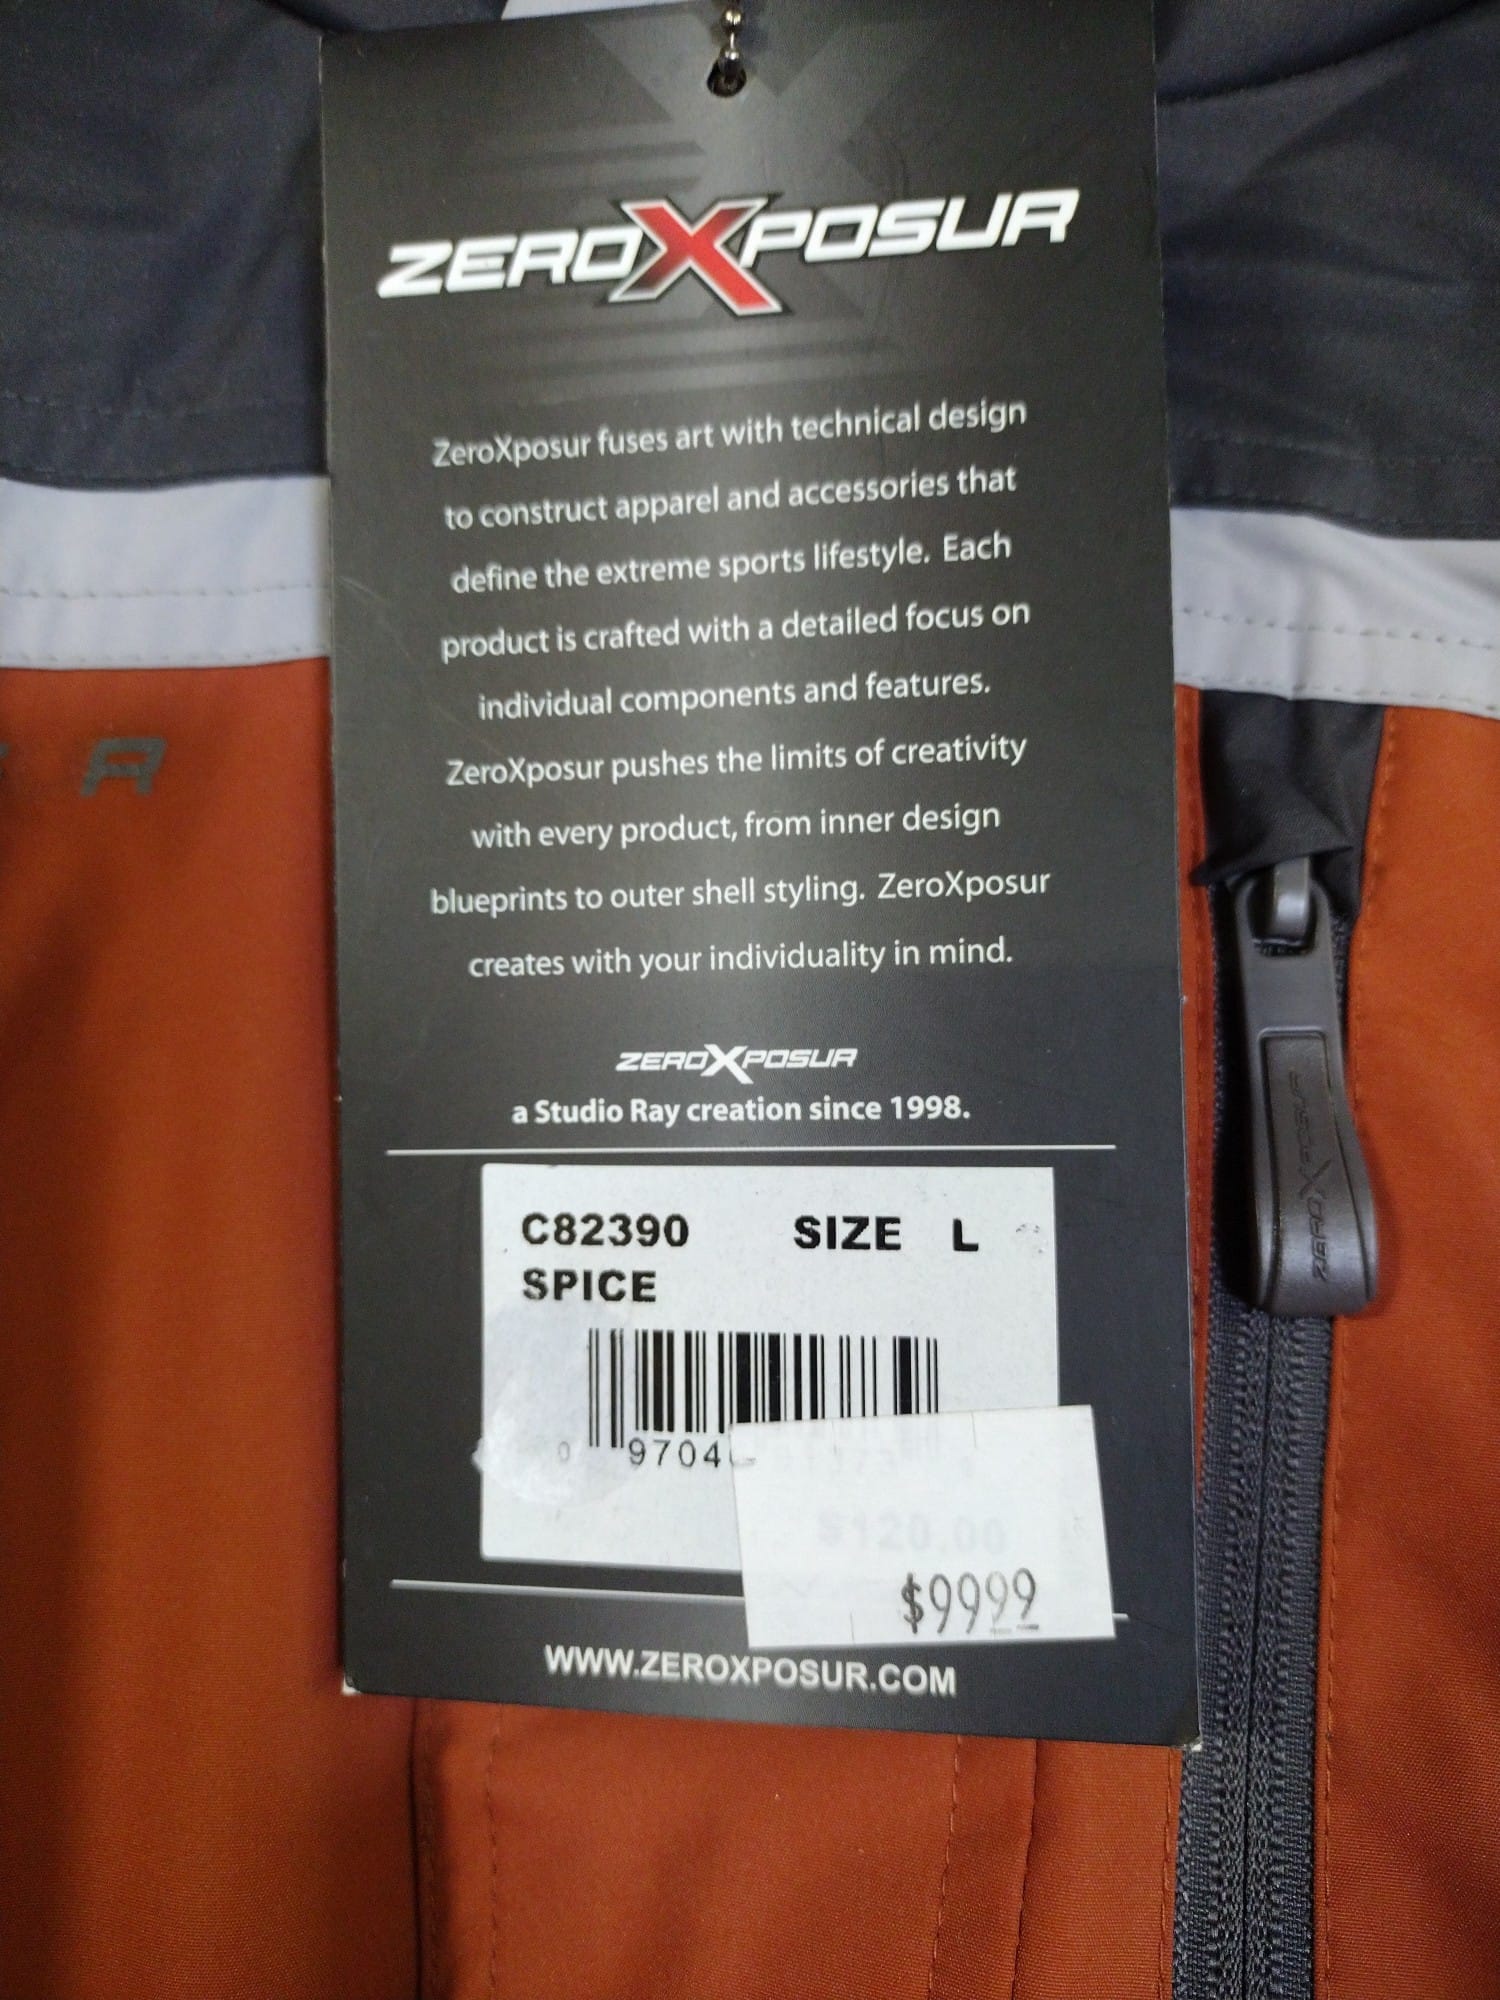 ZEROXPOSUR
ZeroXposur fuses art with technical design
to construct apparel and accessories that
define the extreme sports lifestyle. Each
product is crafted with a detailed focus on
individual components and features.
ZeroXposur pushes the limits of creativity
with every product, from inner design
blueprints to outer shell styling. ZeroXposur
creates with your individuality in mind.
ZEROXPOSUR
a Studio Ray creation since 1998.
C82390 SIZE L
SPICE
0 9704
$120.00
$9999
WWW.ZEROXPOSUR.COM
R
ZEROXPOSUR